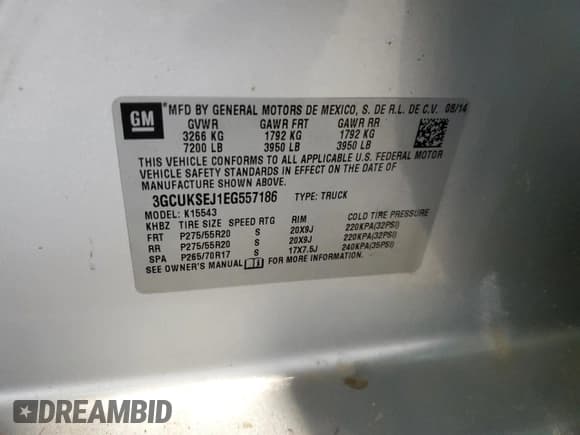 GM
*MFD BY GENERAL MOTORS DE MEXICO, S. DE R.L. DE C.V. 08/14
GVWR GAWR FRT GAWR RR
3266 KG 1792 KG 1792 KG
7200 LB 3950 LB 3950 LB
THIS VEHICLE CONFORMS TO ALL APPLICABLE U.S. FEDERAL MOTOR
VEHICLE SAFETY STANDARDS IN EFFECT ON THE DATE OF
MANUFACTURE SHOWN ABOVE.
3GCUKSEJ1EG557186 TYPE: TRUCK
MODEL: K15543
KHBZ TIRE SIZE SPEED RTG RIM COLD TIRE PRESSURE
FRT P275/55R20 S 20X9J 220KPA(32PSI)
RR P275/55R20 S 20X9J 220KPA(32PSI)
SPA P265/70R17 S 17X7.5J 240KPA(35PSI)
SEE OWNER'S MANUAL FOR MORE INFORMATION.
DREAMBID